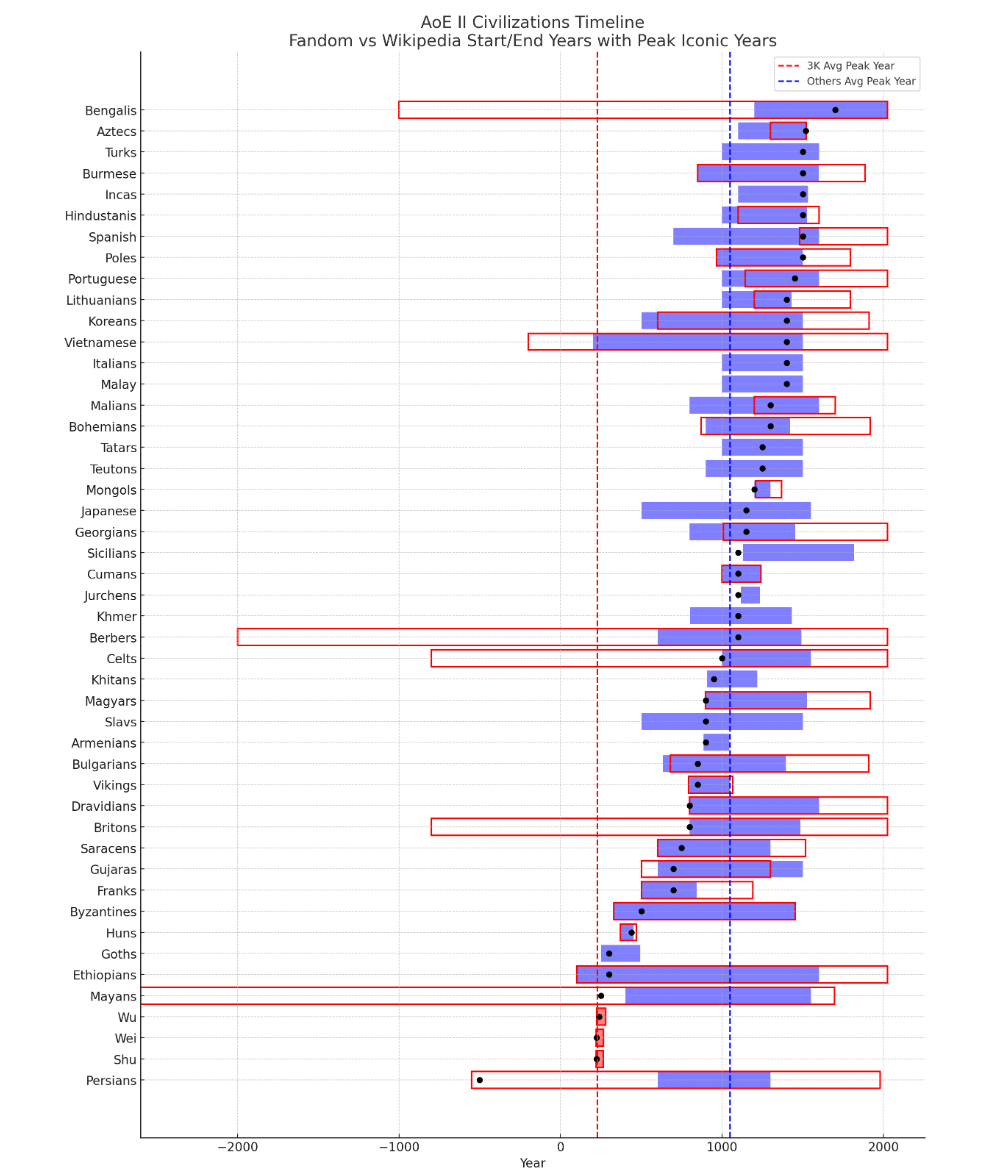 AoE II Civilizations Timeline
Fandom vs Wikipedia Start/End Years with Peak Iconic Years
3K Avg Peak Year
Others Avg Peak Year
Bengalis
Aztecs
Turks
Burmese
Incas
Hindustanis
Spanish
Poles
Portuguese
Lithuanians
Koreans
Vietnamese
Italians
Malay
Malians
Bohemians
Tatars
Teutons
Mongols
Japanese
Georgians
Sicilians
Cumans
Jurchens
Khmer
Berbers
Celts
Khitans
Magyars
Slavs
Armenians
Bulgarians
Vikings
Dravidians
Britons
Saracens
Gujaras
Franks
Byzantines
Huns
Goths
Ethiopians
Mayans
Wu
Wei
Shu
Persians
−2000 −1000 0 1000 2000
Year